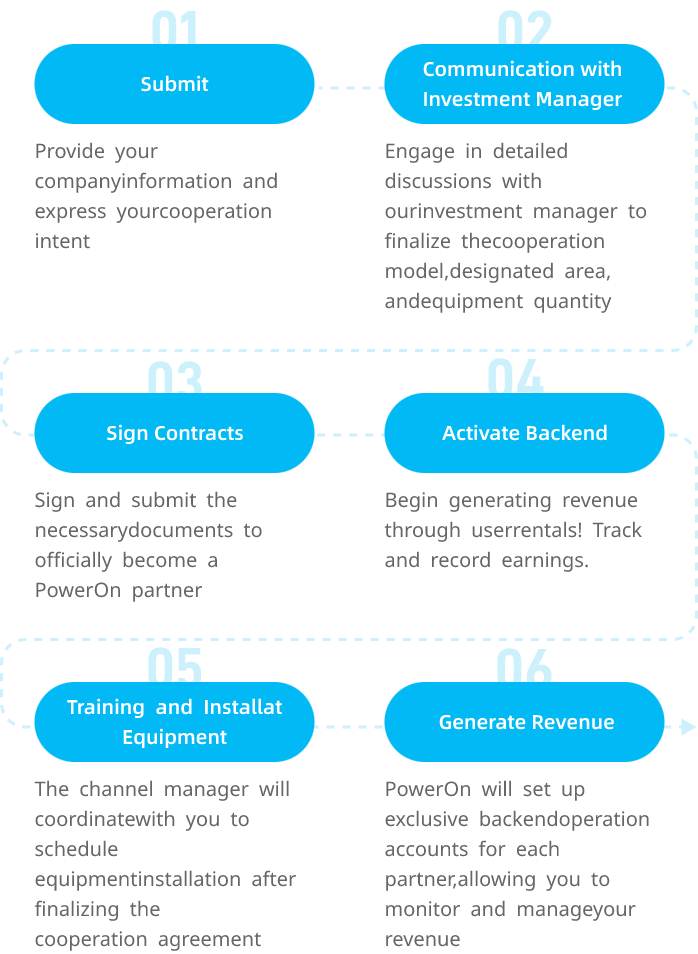 01
Submit
Provide your
companyinformation and
express yourcooperation
intent
02
Communication with
Investment Manager
Engage in detailed
discussions with
ourinvestment manager to
finalize thecooperation
model,designated area,
andequipment quantity
03
Sign Contracts
Sign and submit the
necessarydocuments to
officially become a
PowerOn partner
04
Activate Backend
Begin generating revenue
through userrentals! Track
and record earnings.
05
Training and Installat
Equipment
The channel manager will
coordinatewith you to
schedule
equipmentinstallation after
finalizing the
cooperation agreement
06
Generate Revenue
PowerOn will set up
exclusive backendoperation
accounts for each
partner,allowing you to
monitor and manageyour
revenue